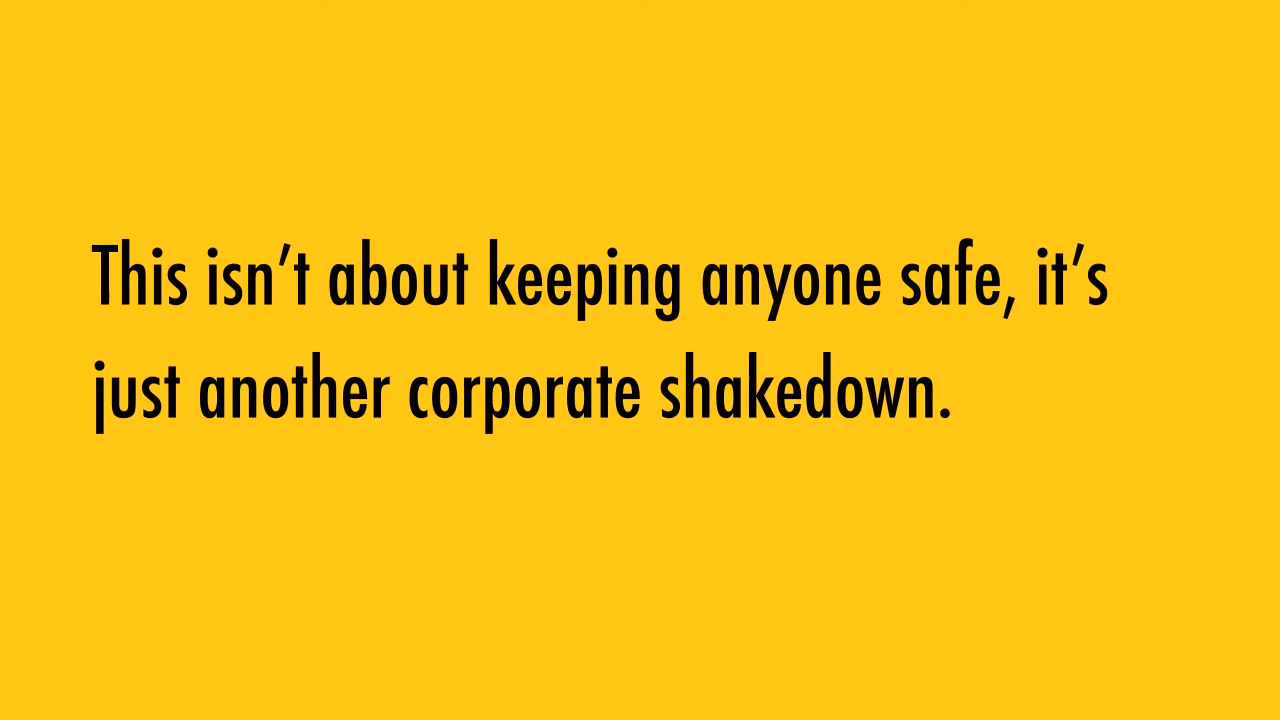 This isn’t about keeping anyone safe, it’s
just another corporate shakedown.